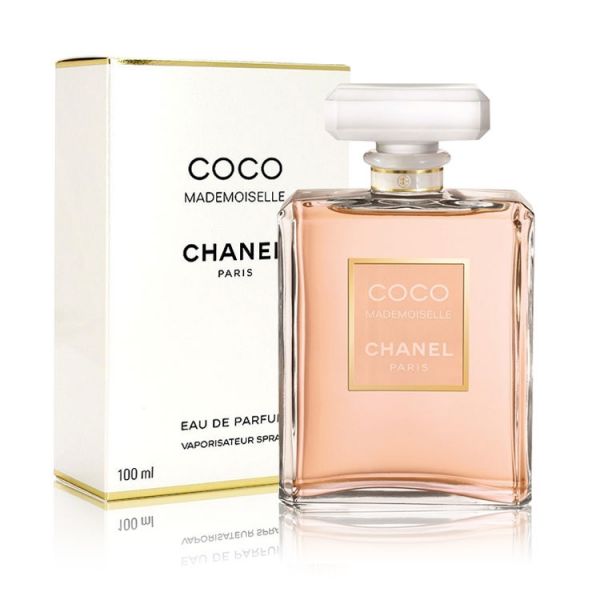 COCO
MADEMOISELLE
CHANEL
PARIS
EAU DE PARFUM
VAPORISATEUR SPRAY
100 ml
COCO
MADEMOISELLE
CHANEL
PARIS